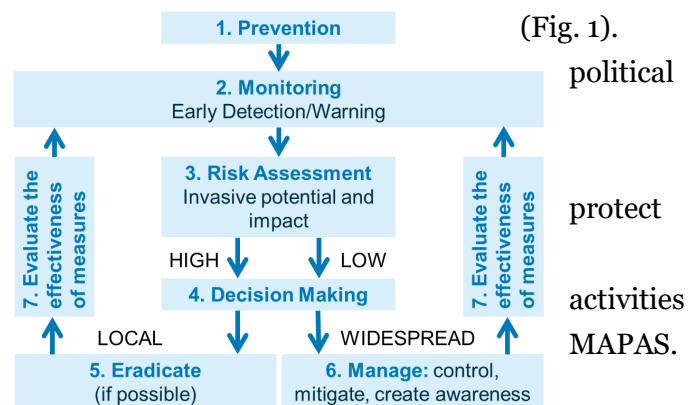 1. Prevention
(Fig. 1).
2. Monitoring
Early Detection/Warning
political
7. Evaluate the
effectiveness
of measures
3. Risk Assessment
Invasive potential and
impact
7. Evaluate the
effectiveness
of measures
protect
HIGH
LOW
4. Decision Making
activities
LOCAL
WIDESPREAD
MAPAS.
5. Eradicate
(if possible)
6. Manage: control,
mitigate, create awareness